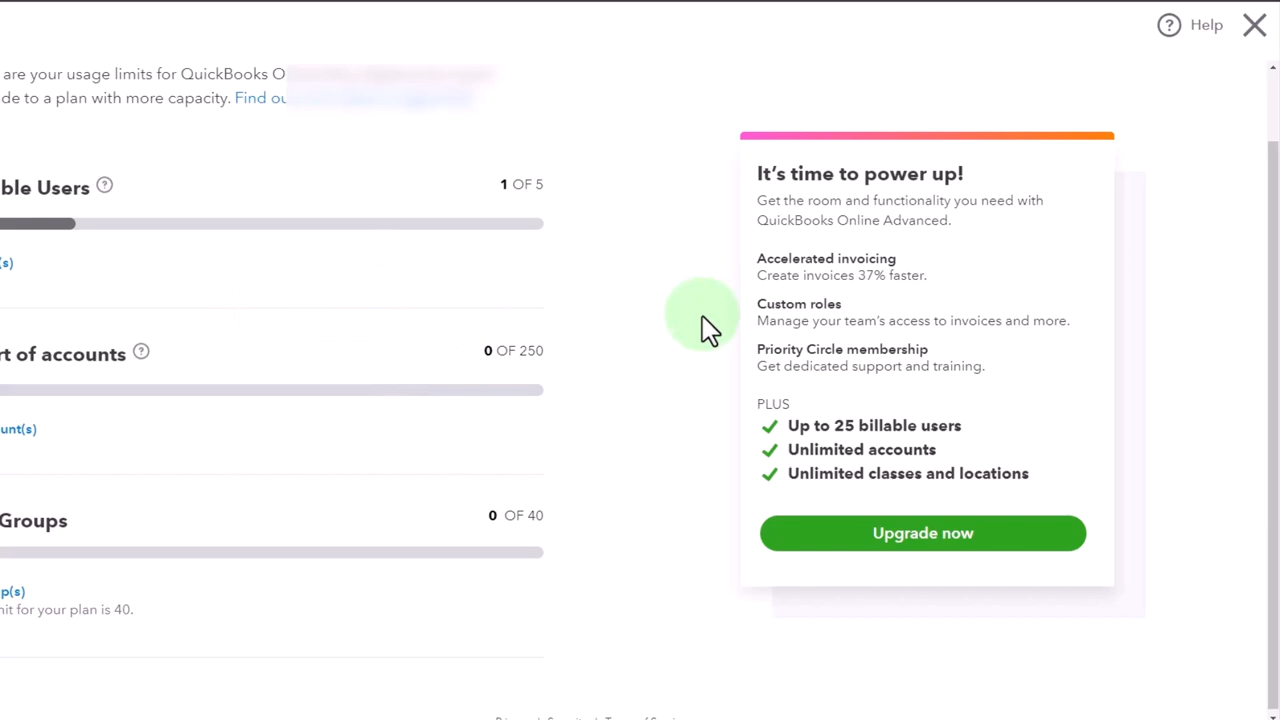 Help
are your usage limits for QuickBooks O
de to a plan with more capacity. Find ou
ble Users
1 OF 5
(s)
rt of accounts
0 OF 250
unt(s)
Groups
0 OF 40
p(s)
nit for your plan is 40.
It's time to power up!
Get the room and functionality you need with
QuickBooks Online Advanced.
Accelerated invoicing
Create invoices 37% faster.
Custom roles
Manage your team's access to invoices and more.
Priority Circle membership
Get dedicated support and training.
PLUS
Up to 25 billable users
Unlimited accounts
Unlimited classes and locations
Upgrade now